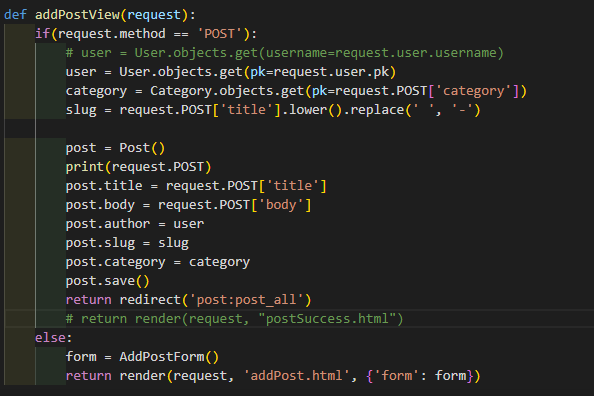 def addPostView(request):
    if(request.method == 'POST'):
        # user = User.objects.get(username=request.user.username)
        user = User.objects.get(pk=request.user.pk)
        category = Category.objects.get(pk=request.POST['category'])
        slug = request.POST['title'].lower().replace(' ', '-')

        post = Post()
        print(request.POST)
        post.title = request.POST['title']
        post.body = request.POST['body']
        post.author = user
        post.slug = slug
        post.category = category
        post.save()
        return redirect('post:post_all')
        # return render(request, "postSuccess.html")
    else:
        form = AddPostForm()
        return render(request, 'addPost.html', {'form': form})